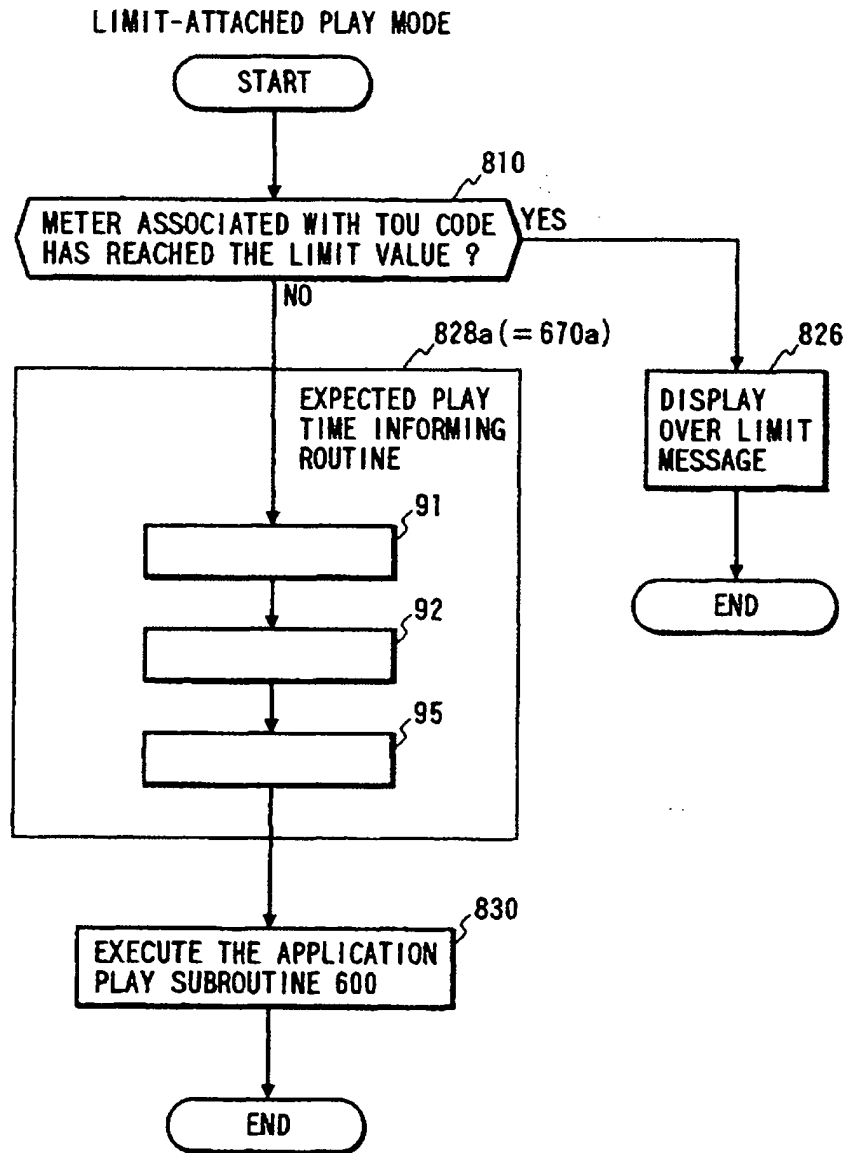 LIMIT-ATTACHED PLAY MODE
START
810
METER ASSOCIATED WITH TOU CODE
HAS REACHED THE LIMIT VALUE ?
YES
NO
828a(=670a)
826
EXPECTED PLAY
TIME INFORMING
ROUTINE
DISPLAY
OVER LIMIT
MESSAGE
91
92
END
95
830
EXECUTE THE APPLICATION
PLAY SUBROUTINE 600
END